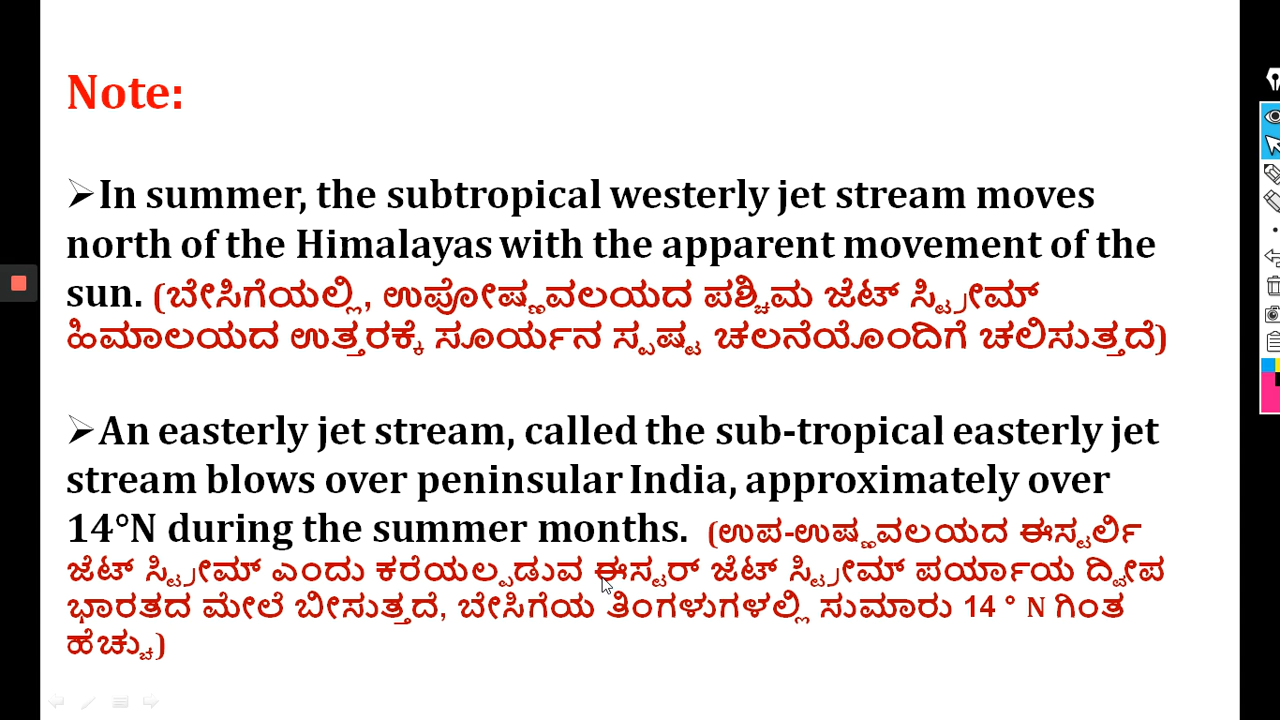 Note:
➢In summer, the subtropical westerly jet stream moves
north of the Himalayas with the apparent movement of the
sun. (ಬೇಸಿಗೆಯಲ್ಲಿ, ಉಪೋಷ್ಣವಲಯದ ಪಶ್ಚಿಮ ಜೆಟ್ ಸ್ಟ್ರೀಮ್
ಹಿಮಾಲಯದ ಉತ್ತರಕ್ಕೆ ಸೂರ್ಯನ ಸ್ಪಷ್ಟ ಚಲನೆಯೊಂದಿಗೆ ಚಲಿಸುತ್ತದೆ)
➢An easterly jet stream, called the sub-tropical easterly jet
stream blows over peninsular India, approximately over
14°N during the summer months. (ಉಪ-ಉಷ್ಣವಲಯದ ಈಸ್ಟರ್ಲಿ
ಜೆಟ್ ಸ್ಟ್ರೀಮ್ ಎಂದು ಕರೆಯಲ್ಪಡುವ ಈಸ್ಟರ್ ಜೆಟ್ ಸ್ಟ್ರೀಮ್ ಪರ್ಯಾಯ ದ್ವೀಪ
ಭಾರತದ ಮೇಲೆ ಬೀಸುತ್ತದೆ, ಬೇಸಿಗೆಯ ತಿಂಗಳುಗಳಲ್ಲಿ ಸುಮಾರು 14 ° N ಗಿಂತ
ಹೆಚ್ಚು)